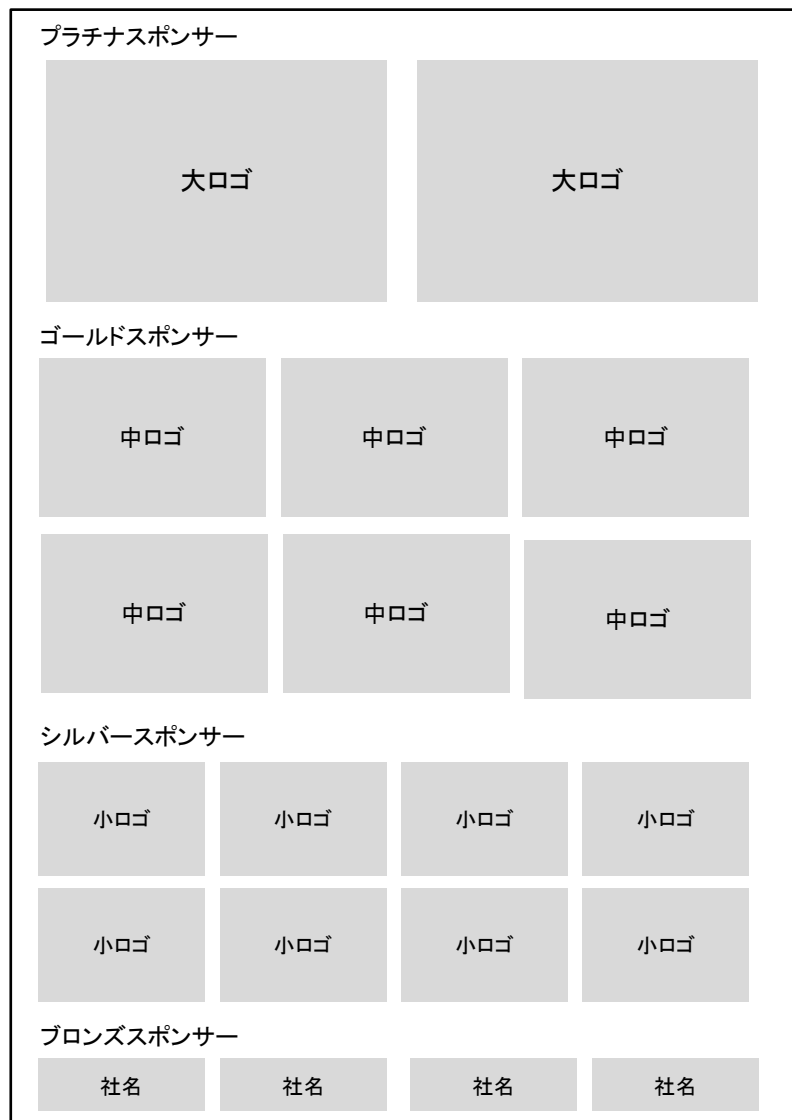 プラチナスポンサー
大ロゴ 大ロゴ
ゴールドスポンサー
中ロゴ 中ロゴ 中ロゴ
中ロゴ 中ロゴ 中ロゴ
シルバースポンサー
小ロゴ 小ロゴ 小ロゴ 小ロゴ
小ロゴ 小ロゴ 小ロゴ 小ロゴ
ブロンズスポンサー
社名 社名 社名 社名